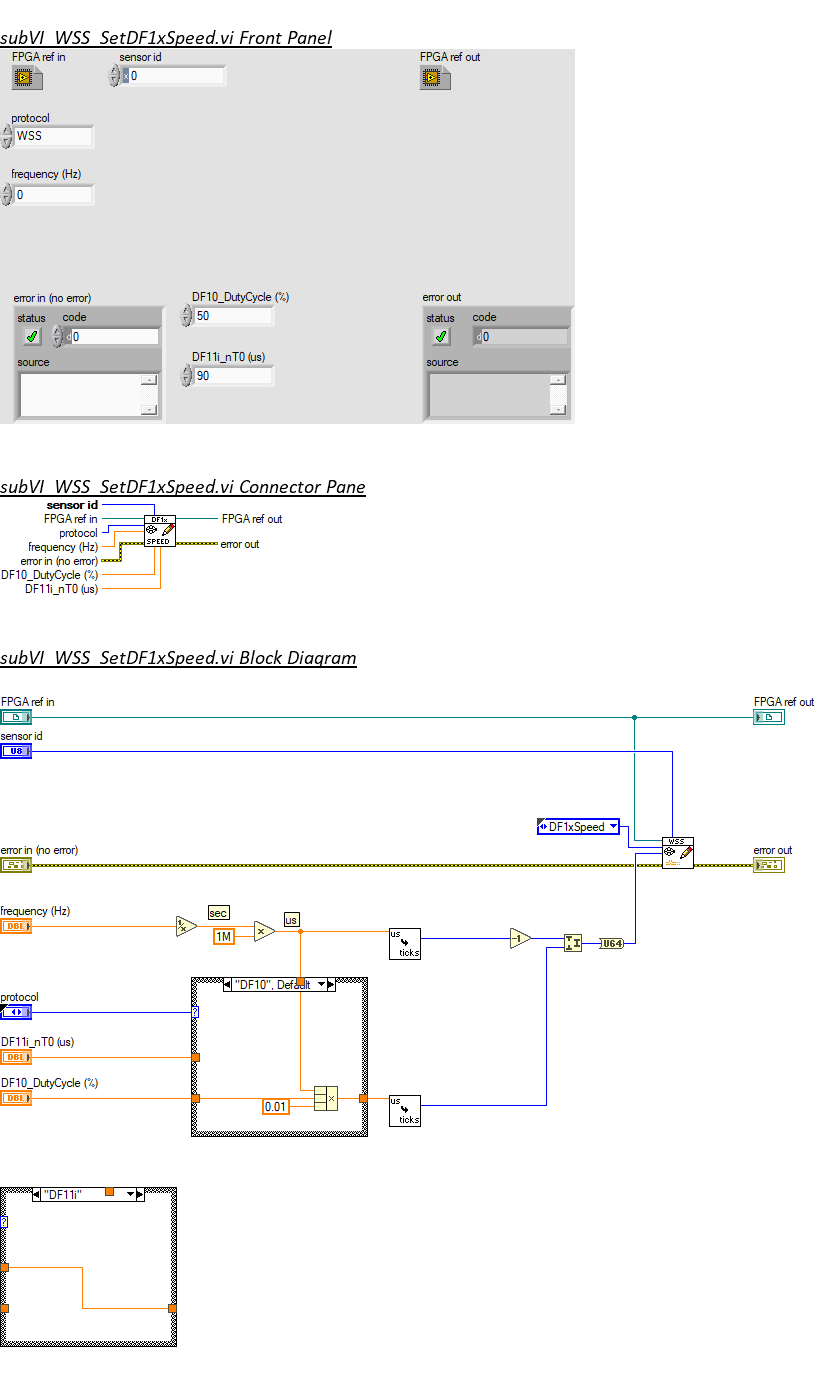 subVI_WSS_SetDF1xSpeed.vi Front Panel
FPGA ref in
sensor id
FPGA ref out
x 0
protocol
WSS
frequency (Hz)
0
error in (no error)
status
code
d 0
source
DF10_DutyCycle (%)
50
DF11i_nT0 (us)
90
error out
status
code
d 0
source
subVI_WSS_SetDF1xSpeed.vi Connector Pane
sensor id
FPGA ref in
protocol
frequency (Hz)
error in (no error)
DF10_DutyCycle (%)
DF11i_nT0 (us)
DF1x
SPEED
FPGA ref out
error out
subVI_WSS_SetDF1xSpeed.vi Block Diagram
FPGA ref in
FPGA ref out
sensor id
U8
DF1xSpeed
WSS
error in (no error)
error out
frequency (Hz)
DBL
1/x
sec
1M
x
us
us
ticks
-1
U64
"DF10", Default
protocol
?
DF11i_nT0 (us)
DBL
DF10_DutyCycle (%)
DBL
0.01
x
us
ticks
"DF11i"
?